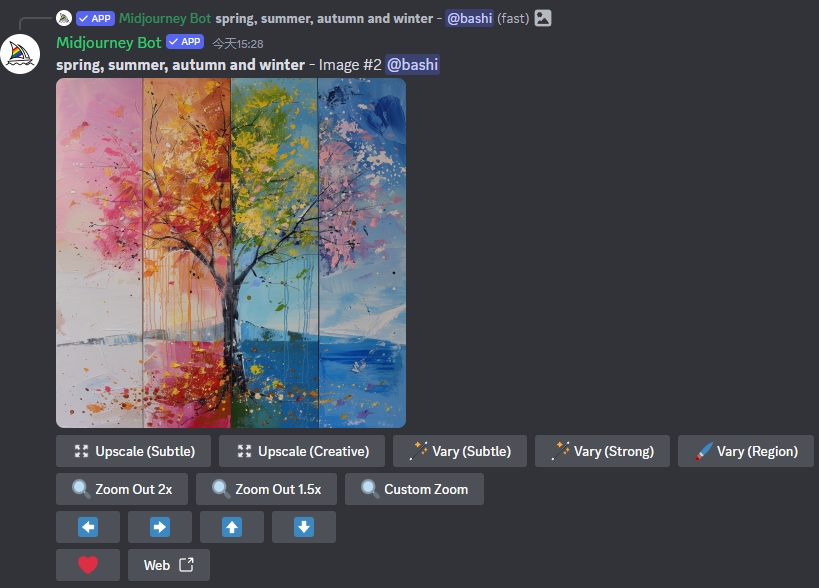 APP Midjourney Bot spring, summer, autumn and winter - @bashi (fast)
Midjourney Bot APP 今天15:28
spring, summer, autumn and winter - Image #2 @bashi
Upscale (Subtle) Upscale (Creative) Vary (Subtle) Vary (Strong) Vary (Region)
Zoom Out 2x Zoom Out 1.5x Custom Zoom
Web